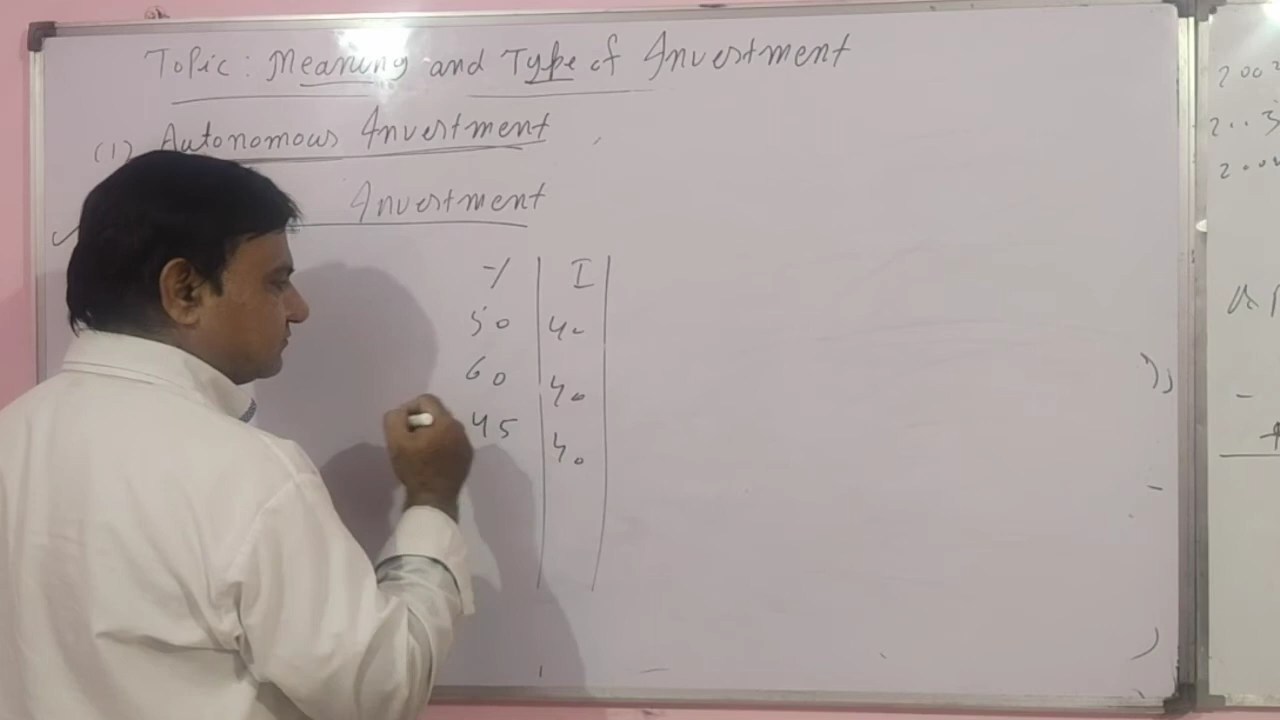 Topic: Meaning and Type of Investment
(1) Autonomous Investment
Investment
Y I
50 40
60 40
45 40